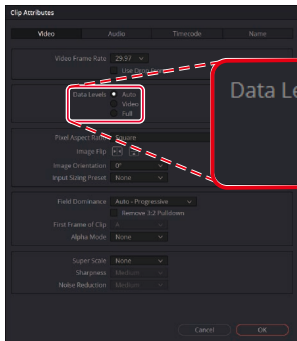 Clip Attributes
Video Audio Timecode Name
Video Frame Rate 29.97
Use Drop Frame
Data Levels Auto
Video
Full
Data Le
Pixel Aspect Ratio Square
Image Flip
Image Orientation 0°
Input Sizing Preset None
Field Dominance Auto - Progressive
Remove 3:2 Pulldown
First Frame of Clip A
Alpha Mode None
Super Scale None
Sharpness Medium
Noise Reduction Medium
Cancel OK